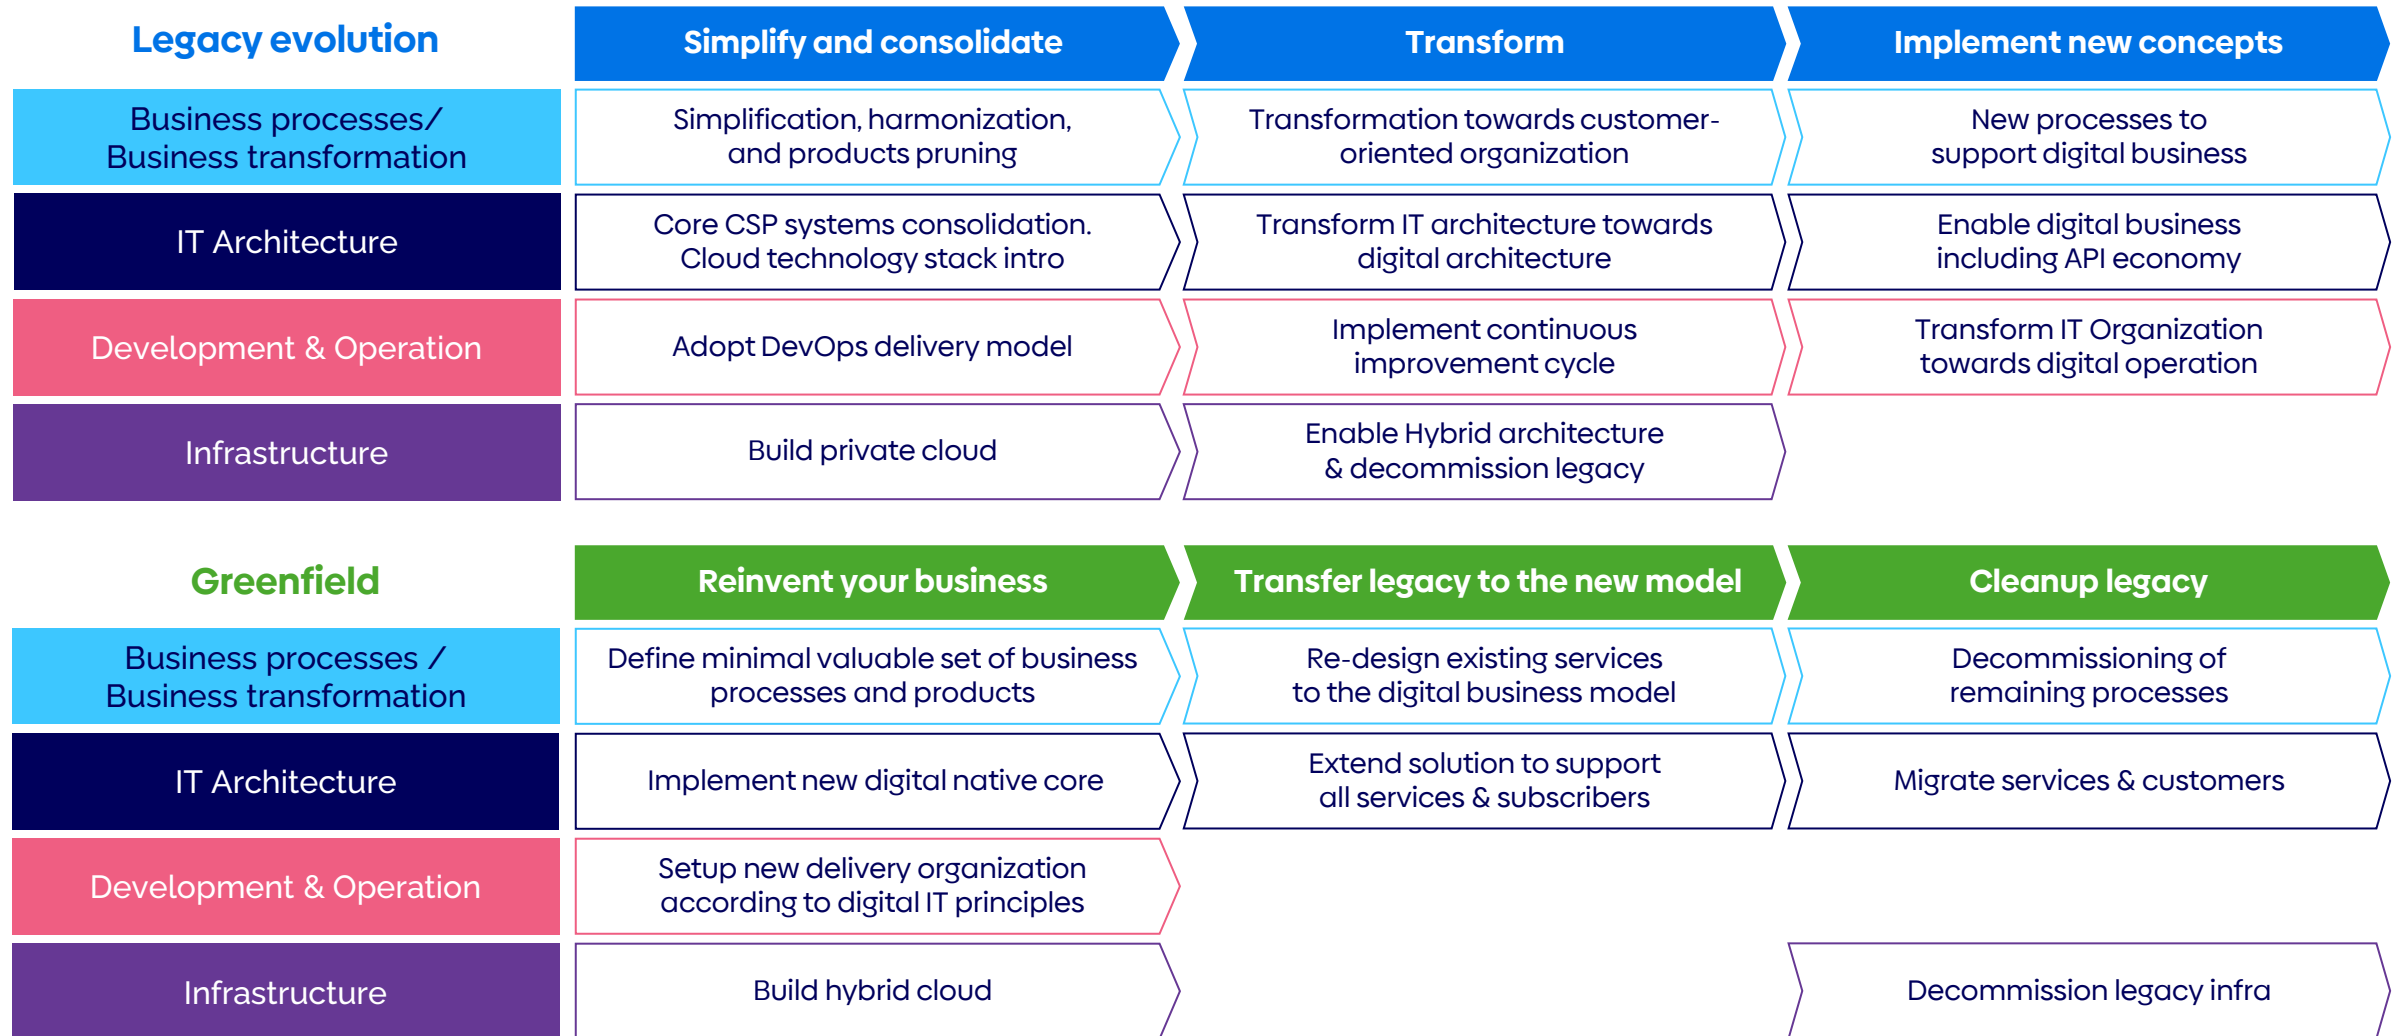 Legacy evolution
Simplify and consolidate
Transform
Implement new concepts
Business processes/
Business transformation
Simplification, harmonization,
and products pruning
Transformation towards customer-
oriented organization
New processes to
support digital business
IT Architecture
Core CSP systems consolidation.
Cloud technology stack intro
Transform IT architecture towards
digital architecture
Enable digital business
including API economy
Development & Operation
Adopt DevOps delivery model
Implement continuous
improvement cycle
Transform IT Organization
towards digital operation
Infrastructure
Build private cloud
Enable Hybrid architecture
& decommission legacy
Greenfield
Reinvent your business
Transfer legacy to the new model
Cleanup legacy
Business processes /
Business transformation
Define minimal valuable set of business
processes and products
Re-design existing services
to the digital business model
Decommissioning of
remaining processes
IT Architecture
Implement new digital native core
Extend solution to support
all services & subscribers
Migrate services & customers
Development & Operation
Setup new delivery organization
according to digital IT principles
Infrastructure
Build hybrid cloud
Decommission legacy infra